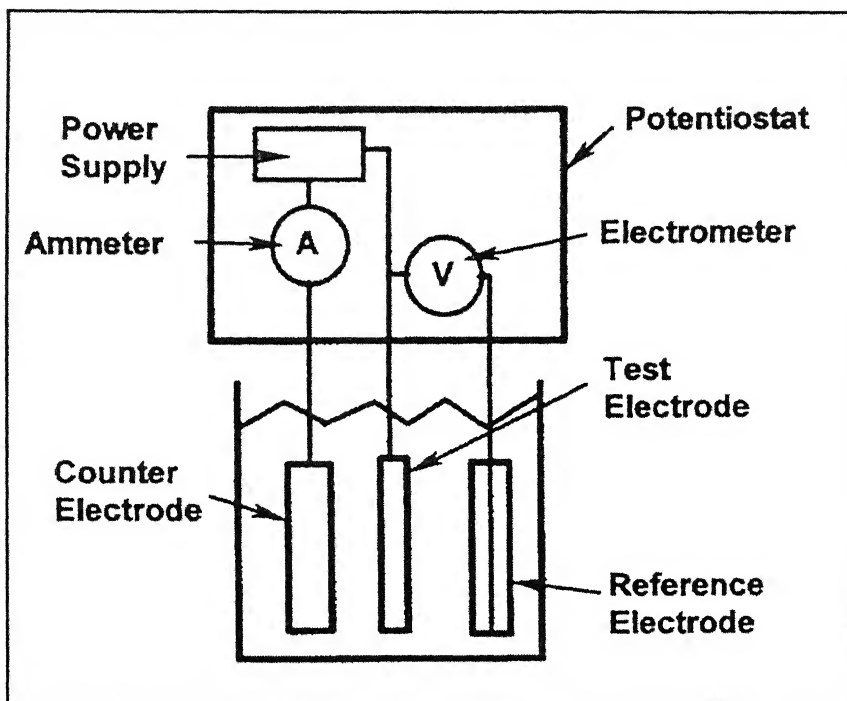 Power
Supply
Potentiostat
Ammeter
A
V
Electrometer
Test
Electrode
Counter
Electrode
Reference
Electrode